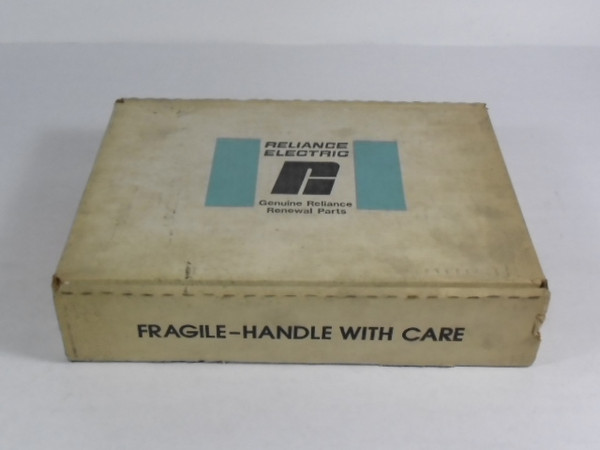 RELIANCE
ELECTRIC
Genuine Reliance
Renewal Parts
FRAGILE-HANDLE WITH CARE